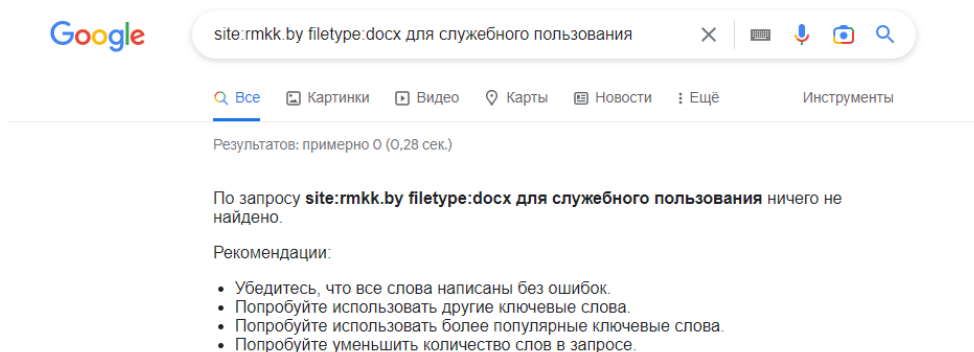 Google
site:rmkk.by filetype:docx для служебного пользования
Все Картинки Видео Карты Новости Ещё Инструменты
Результатов: примерно 0 (0,28 сек.)
По запросу site:rmkk.by filetype:docx для служебного пользования ничего не
найдено.
Рекомендации:
• Убедитесь, что все слова написаны без ошибок.
• Попробуйте использовать другие ключевые слова.
• Попробуйте использовать более популярные ключевые слова.
• Попробуйте уменьшить количество слов в запросе.